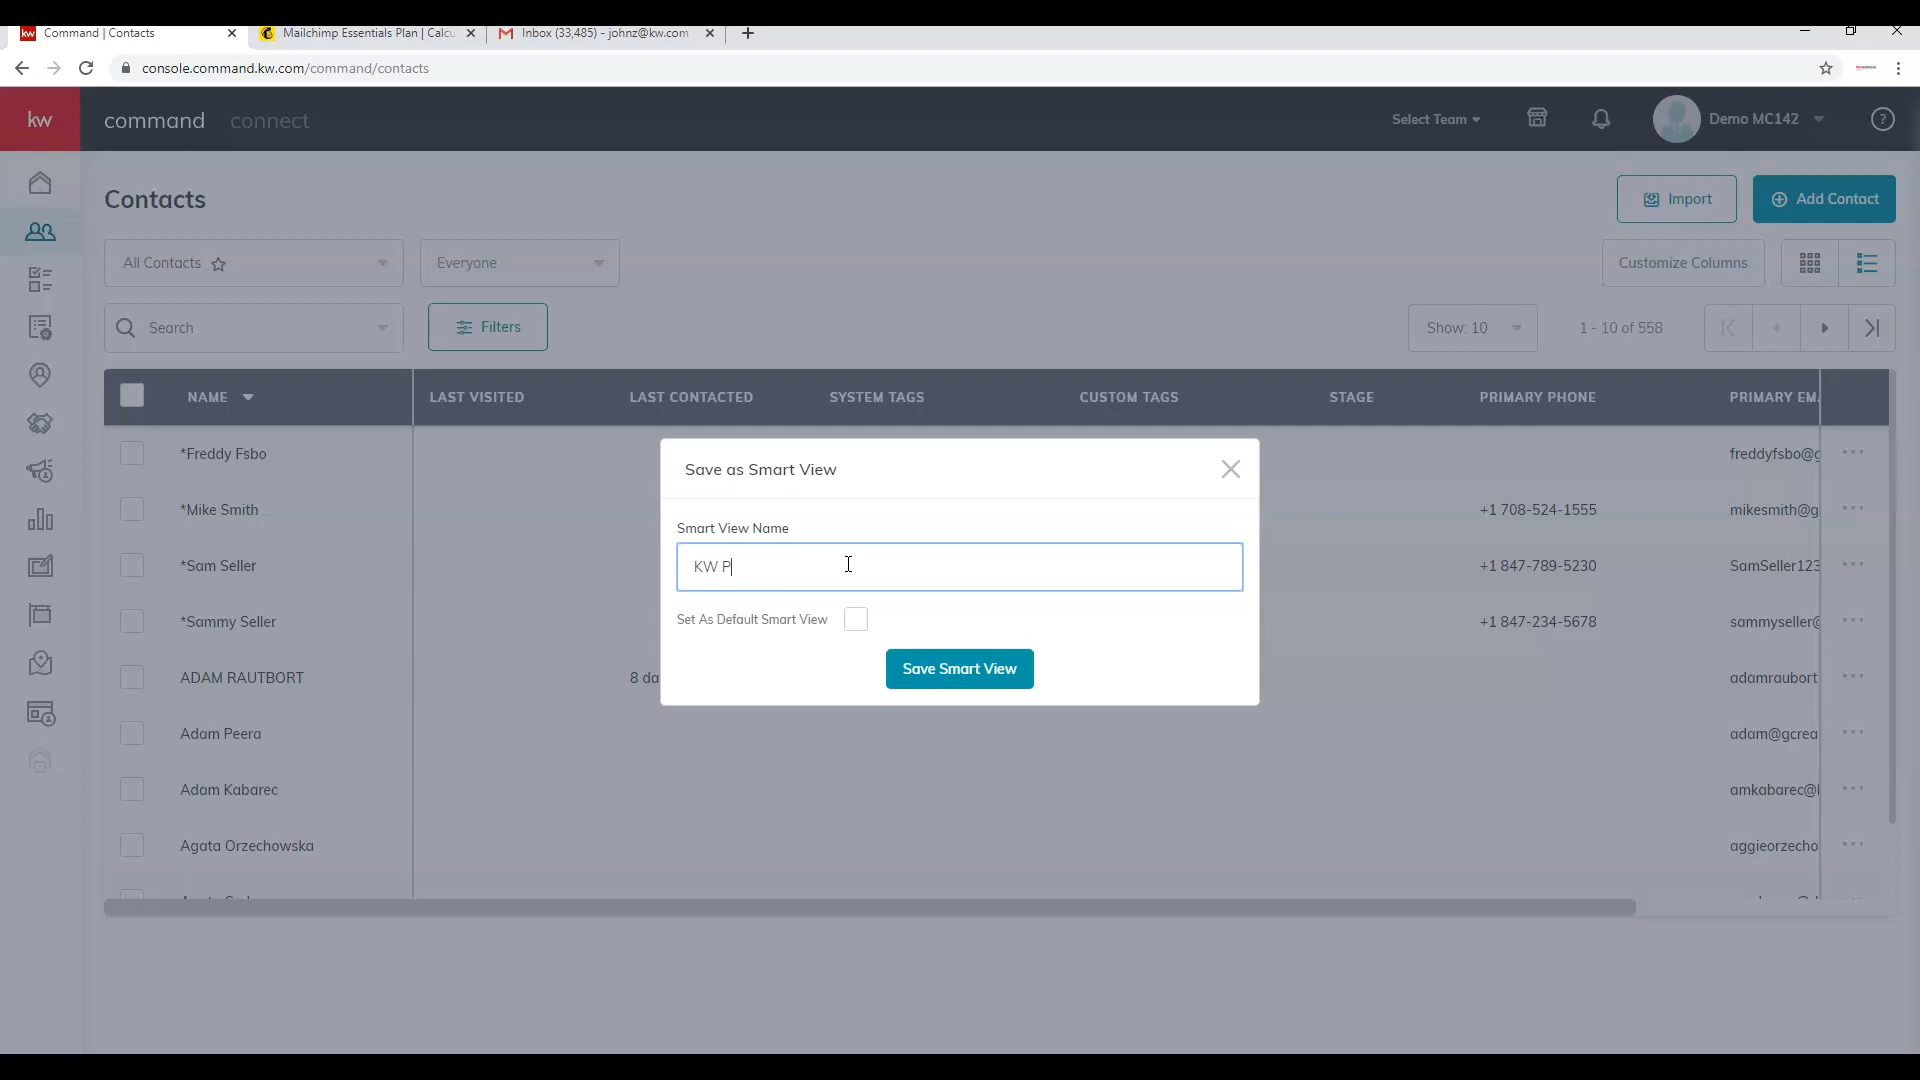 kw Command | Contacts
Mailchimp Essentials Plan | Calcu
Inbox (33,485) - johnz@kw.com
console.command.kw.com/command/contacts
kw command connect
Select Team
Demo MC142
?
Contacts
Import
Add Contact
All Contacts
Everyone
Customize Columns
Search
Filters
Show: 10
1 - 10 of 558
NAME LAST VISITED LAST CONTACTED SYSTEM TAGS CUSTOM TAGS STAGE PRIMARY PHONE PRIMARY EM
*Freddy Fsbo freddyfsbo@g
*Mike Smith +1 708-524-1555 mikesmith@g
*Sam Seller +1 847-789-5230 SamSeller123
*Sammy Seller +1 847-234-5678 sammyseller@
ADAM RAUTBORT 8 da adamraubort
Adam Peera adam@gcrea
Adam Kabarec amkabarec@
Agata Orzechowska aggieorzecho
Save as Smart View
Smart View Name
KW P
Set As Default Smart View
Save Smart View